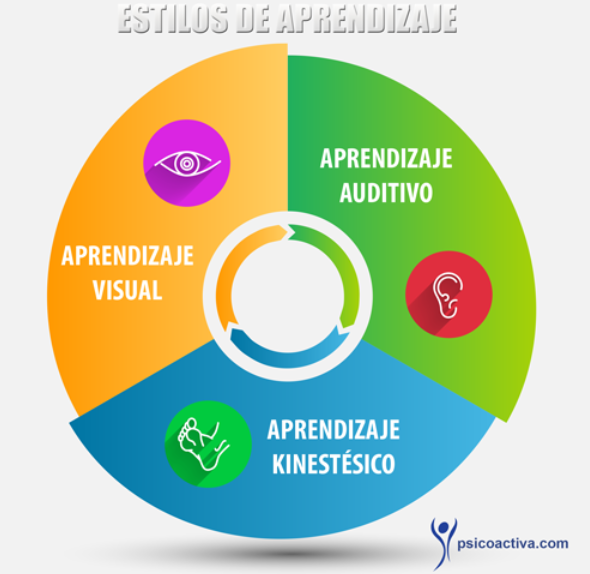 ESTILOS DE APRENDIZAJE
APRENDIZAJE
AUDITIVO
APRENDIZAJE
VISUAL
APRENDIZAJE
KINESTÉSICO
psicoactiva.com